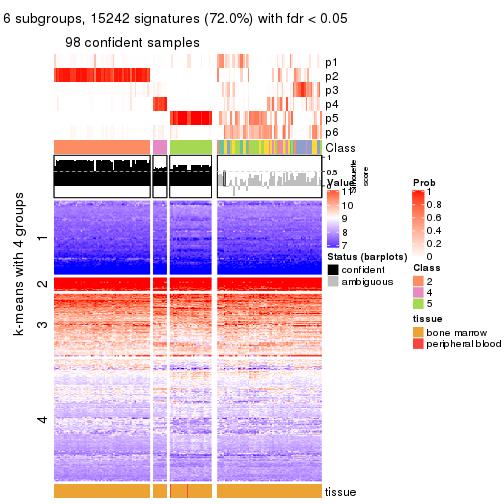 6 subgroups, 15242 signatures (72.0%) with fdr < 0.05
98 confident samples
p1
p2
p3
p4
p5
p6
Class
1
0.5
0
Silhouette
score
k-means with 4 groups
1
2
3
4
Value
11
10
9
8
7
Status (barplots)
confident
ambiguous
Prob
1
0.8
0.6
0.4
0.2
0
Class
2
4
5
tissue
bone marrow
peripheral blood
tissue